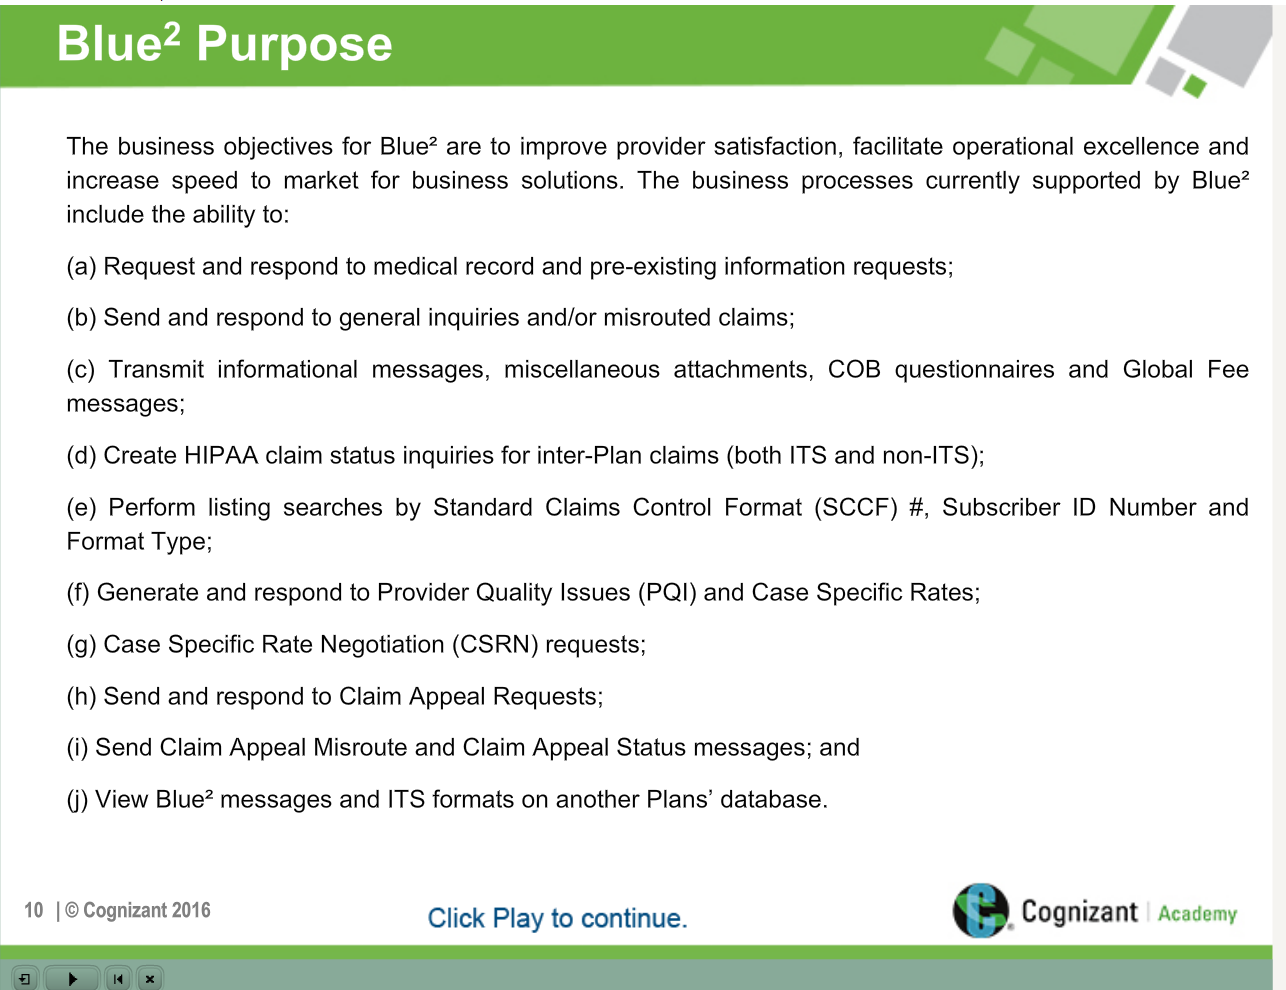 Blue² Purpose
The business objectives for Blue² are to improve provider satisfaction, facilitate operational excellence and
increase speed to market for business solutions. The business processes currently supported by Blue²
include the ability to:
(a) Request and respond to medical record and pre-existing information requests;
(b) Send and respond to general inquiries and/or misrouted claims;
(c) Transmit informational messages, miscellaneous attachments, COB questionnaires and Global Fee
messages;
(d) Create HIPAA claim status inquiries for inter-Plan claims (both ITS and non-ITS);
(e) Perform listing searches by Standard Claims Control Format (SCCF) #, Subscriber ID Number and
Format Type;
(f) Generate and respond to Provider Quality Issues (PQI) and Case Specific Rates;
(g) Case Specific Rate Negotiation (CSRN) requests;
(h) Send and respond to Claim Appeal Requests;
(i) Send Claim Appeal Misroute and Claim Appeal Status messages; and
(j) View Blue² messages and ITS formats on another Plans’ database.
10 | © Cognizant 2016
Click Play to continue.
Cognizant | Academy